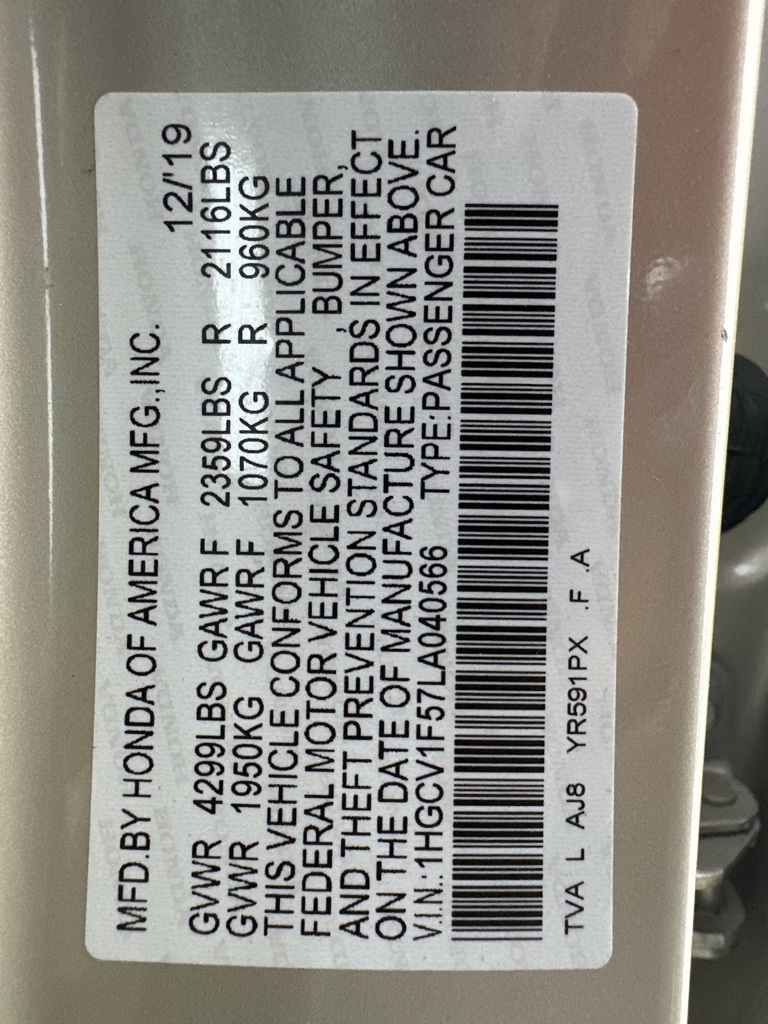 MFD.BY HONDA OF AMERICA MFG.,INC.
12/'19
GVWR 4299LBS GAWR F 2359LBS R 2116LBS
GVWR 1950KG GAWR F 1070KG R 960KG
THIS VEHICLE CONFORMS TO ALL APPLICABLE
FEDERAL MOTOR VEHICLE SAFETY , BUMPER,
AND THEFT PREVENTION STANDARDS IN EFFECT
ON THE DATE OF MANUFACTURE SHOWN ABOVE.
V.I.N.:1HGCV1F57LA040566 TYPE:PASSENGER CAR
TVA L AJ8 YR591PX .F .A